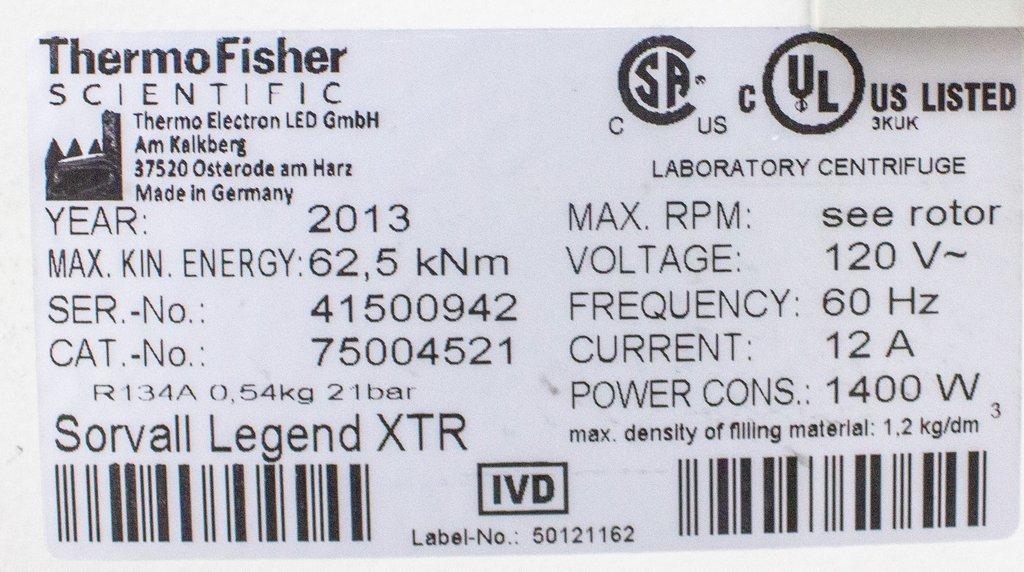 ThermoFisher
SCIENTIFIC
Thermo Electron LED GmbH
Am Kalkberg
37520 Osterode am Harz
Made in Germany
C SA US
C UL US LISTED
3KUK
LABORATORY CENTRIFUGE
YEAR: 2013
MAX. KIN. ENERGY: 62,5 kNm
SER.-No.: 41500942
CAT.-No.: 75004521
R134A 0,54kg 21bar
Sorvall Legend XTR
MAX. RPM: see rotor
VOLTAGE: 120 V~
FREQUENCY: 60 Hz
CURRENT: 12 A
POWER CONS.: 1400 W
max. density of filling material: 1,2 kg/dm³
IVD
Label-No.: 50121162